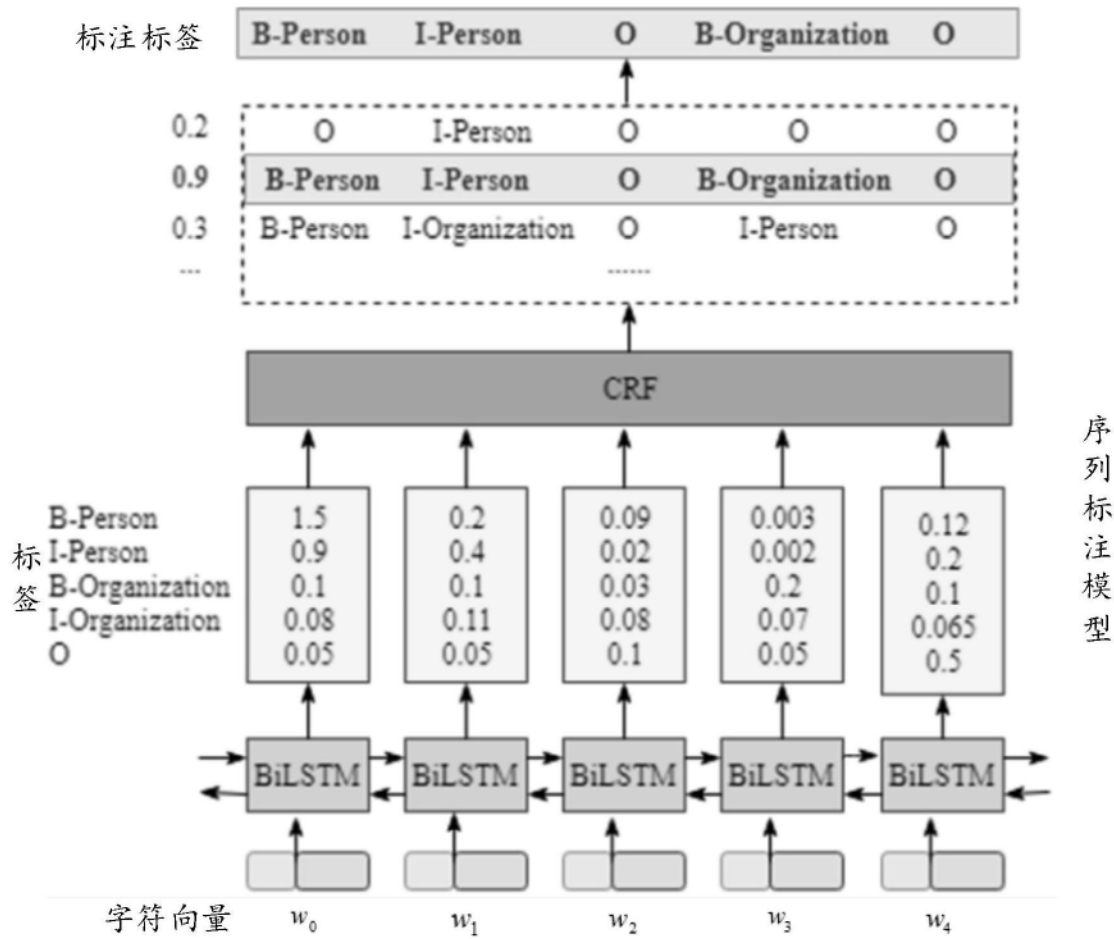 标注标签 B-Person I-Person O B-Organization O
0.2 O I-Person O O O
0.9 B-Person I-Person O B-Organization O
0.3 B-Person I-Organization O I-Person O
... ......
CRF
序列标注模型
标签
B-Person 1.5 0.2 0.09 0.003 0.12
I-Person 0.9 0.4 0.02 0.002 0.2
B-Organization 0.1 0.1 0.03 0.2 0.1
I-Organization 0.08 0.11 0.08 0.07 0.065
O 0.05 0.05 0.1 0.05 0.5
BiLSTM BiLSTM BiLSTM BiLSTM BiLSTM
字符向量 w₀ w₁ w₂ w₃ w₄